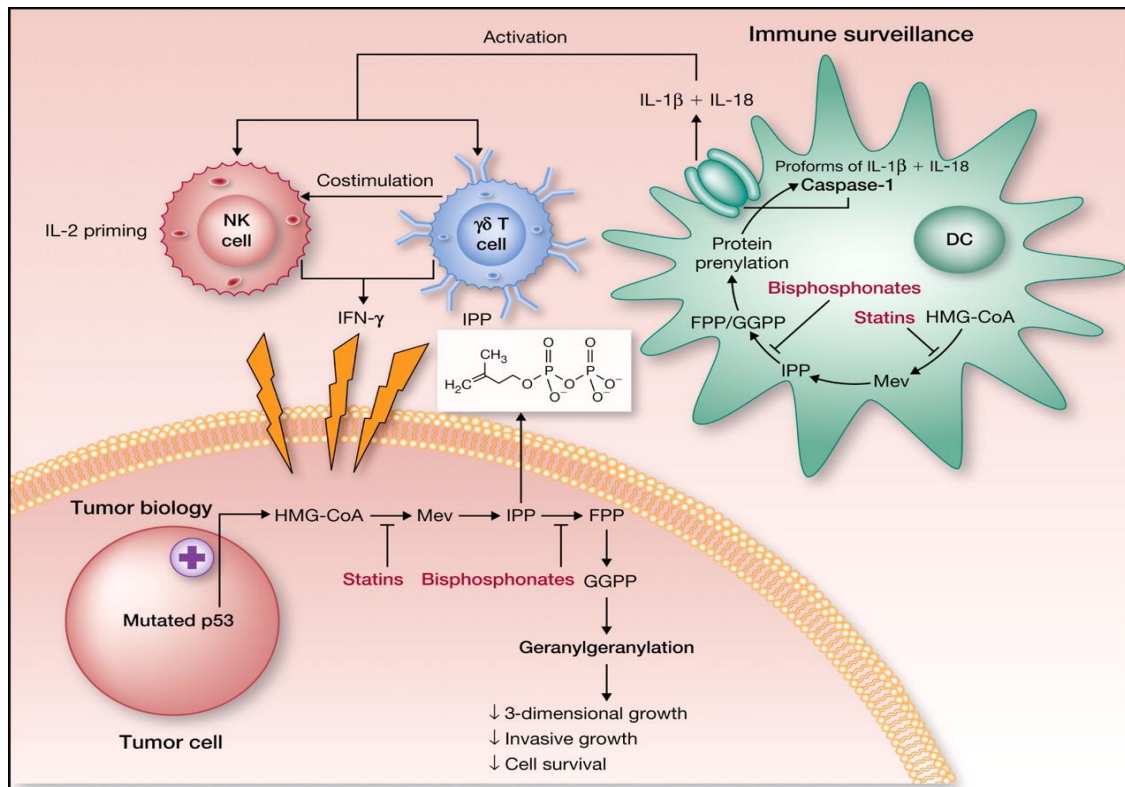 Activation
Immune surveillance
IL-1β + IL-18
Proforms of IL-1β + IL-18
Caspase-1
Costimulation
NK
cell
γδ T
cell
IL-2 priming
Protein
prenylation
DC
Bisphosphonates
Statins
HMG-CoA
FPP/GGPP
IPP
Mev
IFN-γ
IPP
CH₃
H₂C
O
P
O
P
O
O
O⁻
O⁻
O⁻
Tumor biology
HMG-CoA
Mev
IPP
FPP
Statins
Bisphosphonates
GGPP
Mutated p53
Geranylgeranylation
↓ 3-dimensional growth
↓ Invasive growth
↓ Cell survival
Tumor cell